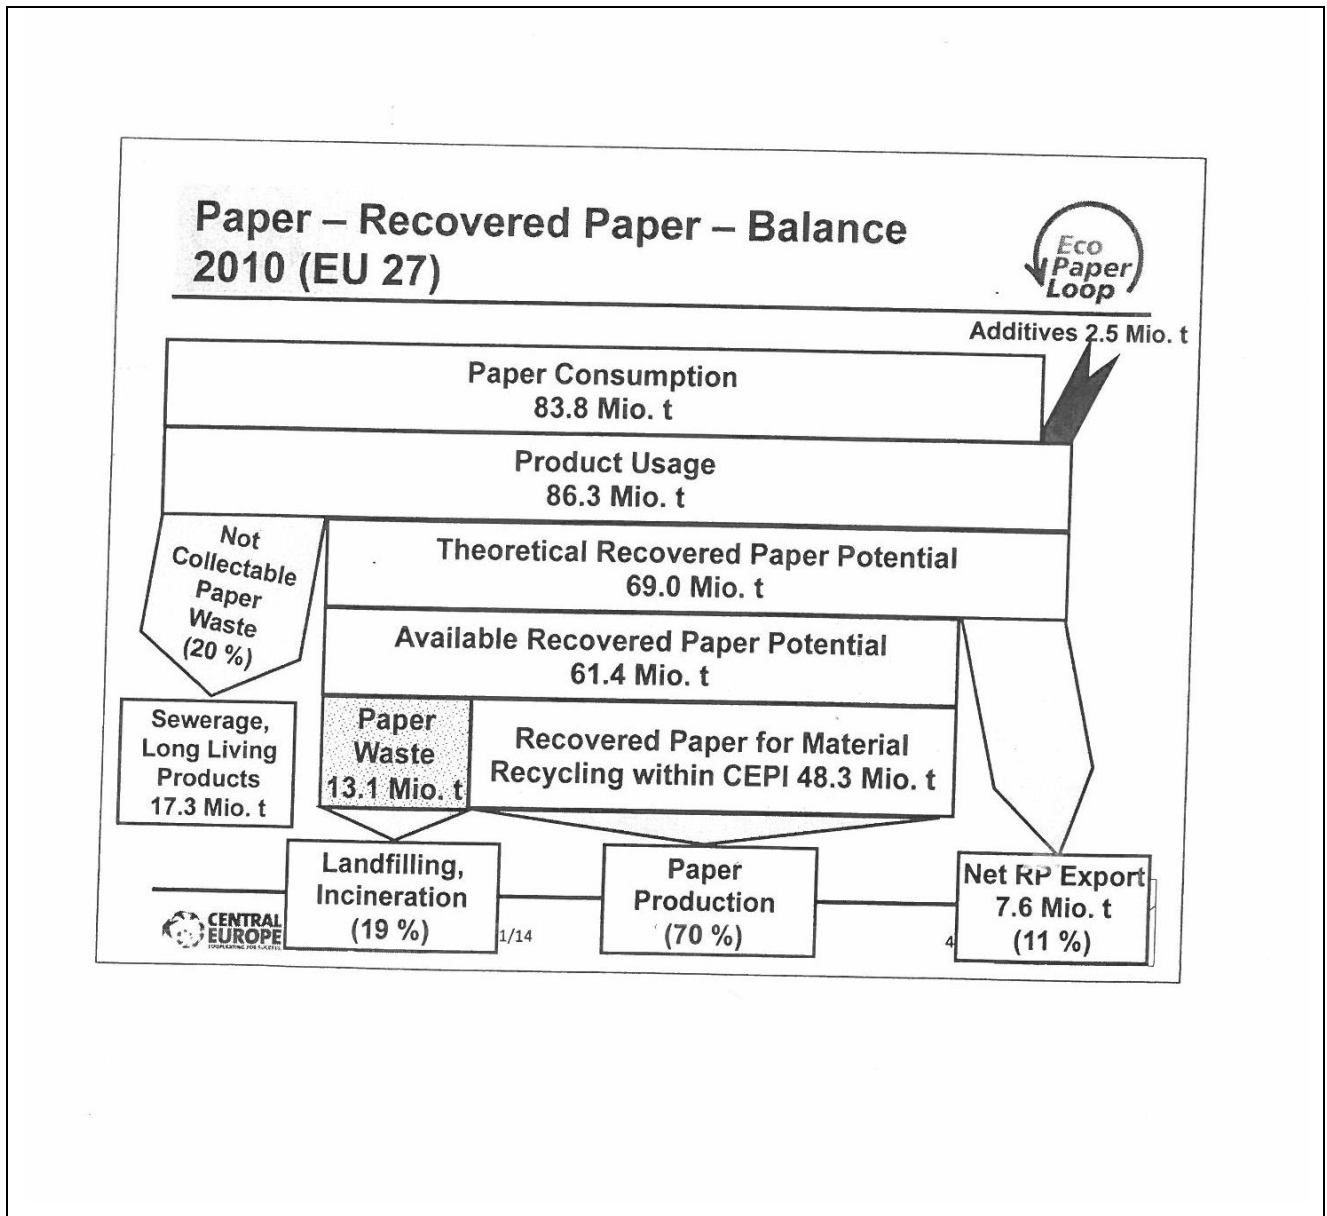 Paper – Recovered Paper – Balance
2010 (EU 27)
Eco
Paper
Loop
Additives 2.5 Mio. t
Paper Consumption
83.8 Mio. t
Product Usage
86.3 Mio. t
Not
Collectable
Paper
Waste
(20 %)
Theoretical Recovered Paper Potential
69.0 Mio. t
Available Recovered Paper Potential
61.4 Mio. t
Sewerage,
Long Living
Products
17.3 Mio. t
Paper
Waste
13.1 Mio. t
Recovered Paper for Material
Recycling within CEPI 48.3 Mio. t
Landfilling,
Incineration
(19 %)
Paper
Production
(70 %)
Net RP Export
7.6 Mio. t
(11 %)
CENTRAL
EUROPE
COOPERATING FOR SUCCESS.
1/14
4